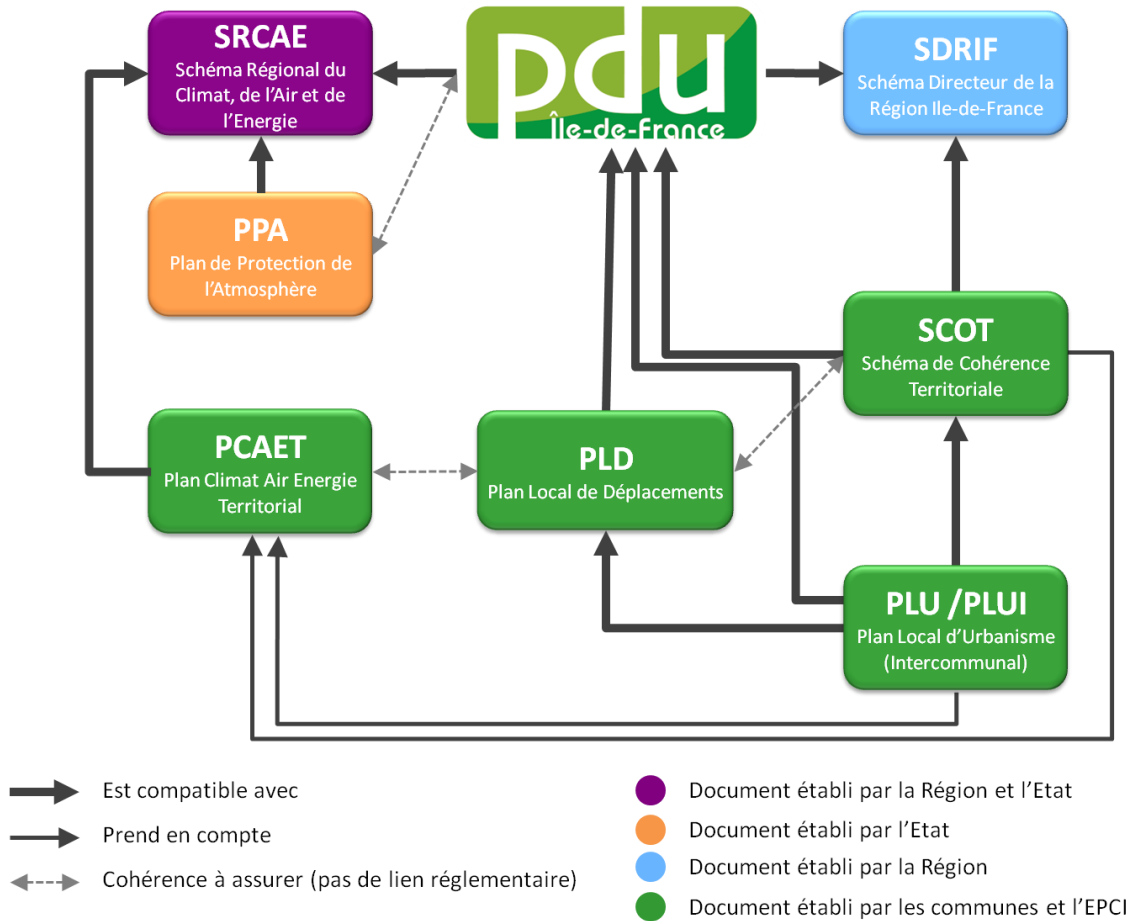 SRCAE
Schéma Régional du
Climat, de l'Air et de
l'Energie
pdu
Île-de-France
SDRIF
Schéma Directeur de la
Région Ile-de-France
PPA
Plan de Protection de
l'Atmosphère
SCOT
Schéma de Cohérence
Territoriale
PCAET
Plan Climat Air Energie
Territorial
PLD
Plan Local de Déplacements
PLU /PLUI
Plan Local d'Urbanisme
(Intercommunal)
Est compatible avec
Prend en compte
Cohérence à assurer (pas de lien réglementaire)
Document établi par la Région et l'Etat
Document établi par l'Etat
Document établi par la Région
Document établi par les communes et l'EPCI